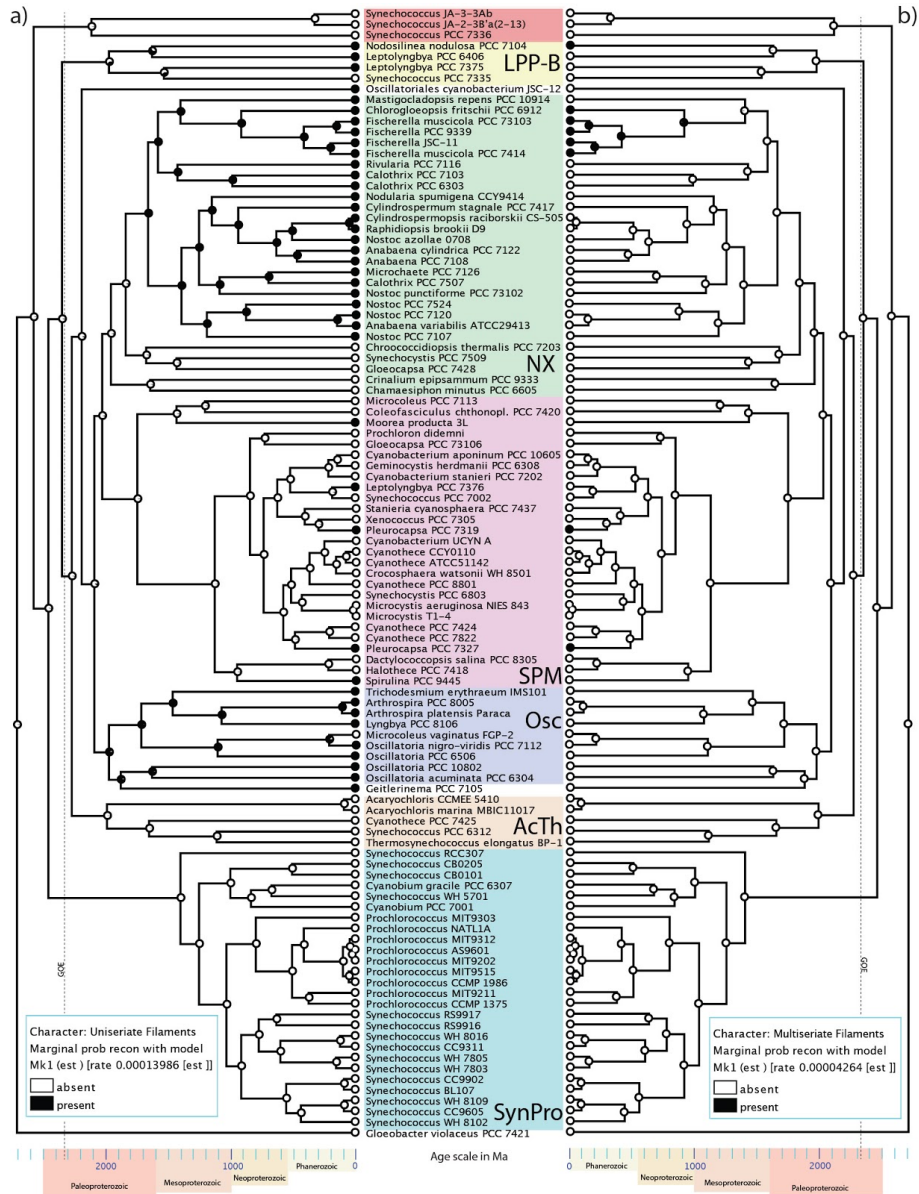 a)
b)
Synechococcus JA-3-3Ab
Synechococcus JA-2-3B'a(2-13)
Synechococcus PCC 7336
Nodosilinea nodulosa PCC 7104
Leptolyngbya PCC 6406
Leptolyngbya PCC 7375
LPP-B
Synechococcus PCC 7335
Oscillatoriales cyanobacterium JSC-12
Mastigocladopsis repens PCC 10914
Chlorogloeopsis fritschii PCC 6912
Fischerella muscicola PCC 73103
Fischerella PCC 9339
Fischerella JSC-11
Fischerella muscicola PCC 7414
Rivularia PCC 7116
Calothrix PCC 7103
Calothrix PCC 6303
Nodularia spumigena CCY9414
Cylindrospermum stagnale PCC 7417
Cylindrospermopsis raciborskii CS-505
Raphidiopsis brookii D9
Nostoc azollae 0708
Anabaena cylindrica PCC 7122
Anabaena PCC 7108
Microchaete PCC 7126
Calothrix PCC 7507
Nostoc punctiforme PCC 73102
Nostoc PCC 7524
Nostoc PCC 7120
Anabaena variabilis ATCC29413
Nostoc PCC 7107
Chroococcidiopsis thermalis PCC 7203
Synechocystis PCC 7509
NX
Gloeocapsa PCC 7428
Crinalium epipsammum PCC 9333
Chamaesiphon minutus PCC 6605
Microcoleus PCC 7113
Coleofasciculus chthonopl. PCC 7420
Moorea producta 3L
Prochloron didemni
Gloeocapsa PCC 73106
Cyanobacterium aponinum PCC 10605
Geminocystis herdmanii PCC 6308
Cyanobacterium stanieri PCC 7202
Leptolyngbya PCC 7376
Synechococcus PCC 7002
Stanieria cyanosphaera PCC 7437
Xenococcus PCC 7305
Pleurocapsa PCC 7319
Cyanobacterium UCYN A
Cyanothece CCY0110
Cyanothece ATCC51142
Crocosphaera watsonii WH 8501
Cyanothece PCC 8801
Synechocystis PCC 6803
Microcystis aeruginosa NIES 843
Microcystis T1-4
Cyanothece PCC 7424
Cyanothece PCC 7822
Pleurocapsa PCC 7327
Dactylococcopsis salina PCC 8305
Halothece PCC 7418
SPM
Spirulina PCC 9445
Trichodesmium erythraeum IMS101
Arthrospira PCC 8005
Arthrospira platensis Paraca
Osc
Lyngbya PCC 8106
Microcoleus vaginatus FGP-2
Oscillatoria nigro-viridis PCC 7112
Oscillatoria PCC 6506
Oscillatoria PCC 10802
Oscillatoria acuminata PCC 6304
Geitlerinema PCC 7105
Acaryochloris CCMEE 5410
Acaryochloris marina MBIC11017
Cyanothece PCC 7425
AcTh
Synechococcus PCC 6312
Thermosynechococcus elongatus BP-1
Synechococcus RCC307
Synechococcus CB0205
Synechococcus CB0101
Cyanobium gracile PCC 6307
Synechococcus WH 5701
Cyanobium PCC 7001
Prochlorococcus MIT9303
Prochlorococcus NATL1A
Prochlorococcus MIT9312
Prochlorococcus AS9601
Prochlorococcus MIT9202
Prochlorococcus MIT9515
Prochlorococcus CCMP 1986
Prochlorococcus MIT9211
Prochlorococcus CCMP 1375
Synechococcus RS9917
Synechococcus RS9916
Synechococcus WH 8016
Synechococcus CC9311
Synechococcus WH 7805
Synechococcus WH 7803
Synechococcus CC9902
Synechococcus BL107
Synechococcus WH 8109
Synechococcus CC9605
SynPro
Synechococcus WH 8102
Gloeobacter violaceus PCC 7421
GOE
GOE
Character: Uniseriate Filaments
Marginal prob recon with model
Mk1 (est ) [rate 0.00013986 [est ]]
absent
present
Character: Multiseriate Filaments
Marginal prob recon with model
Mk1 (est ) [rate 0.00004264 [est ]]
absent
present
2000 1000 0
Age scale in Ma
0 1000 2000
Paleoproterozoic Mesoproterozoic Neoproterozoic Phanerozoic
Phanerozoic Neoproterozoic Mesoproterozoic Paleoproterozoic